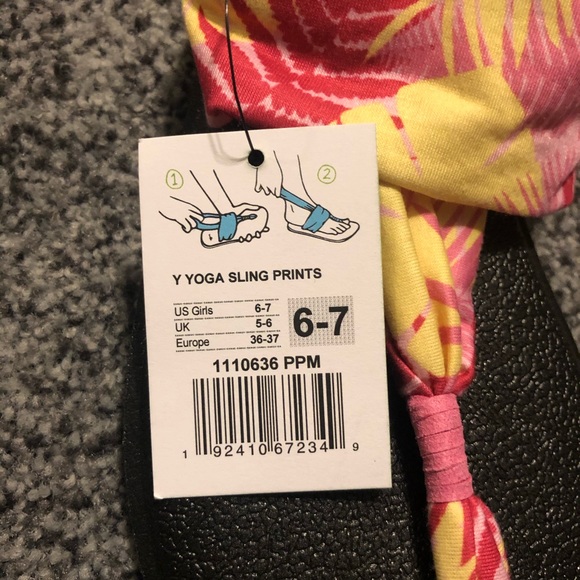 1 2
Y YOGA SLING PRINTS
US Girls 6-7
UK 5-6
Europe 36-37
6-7
1110636 PPM
1 92410 67234 9